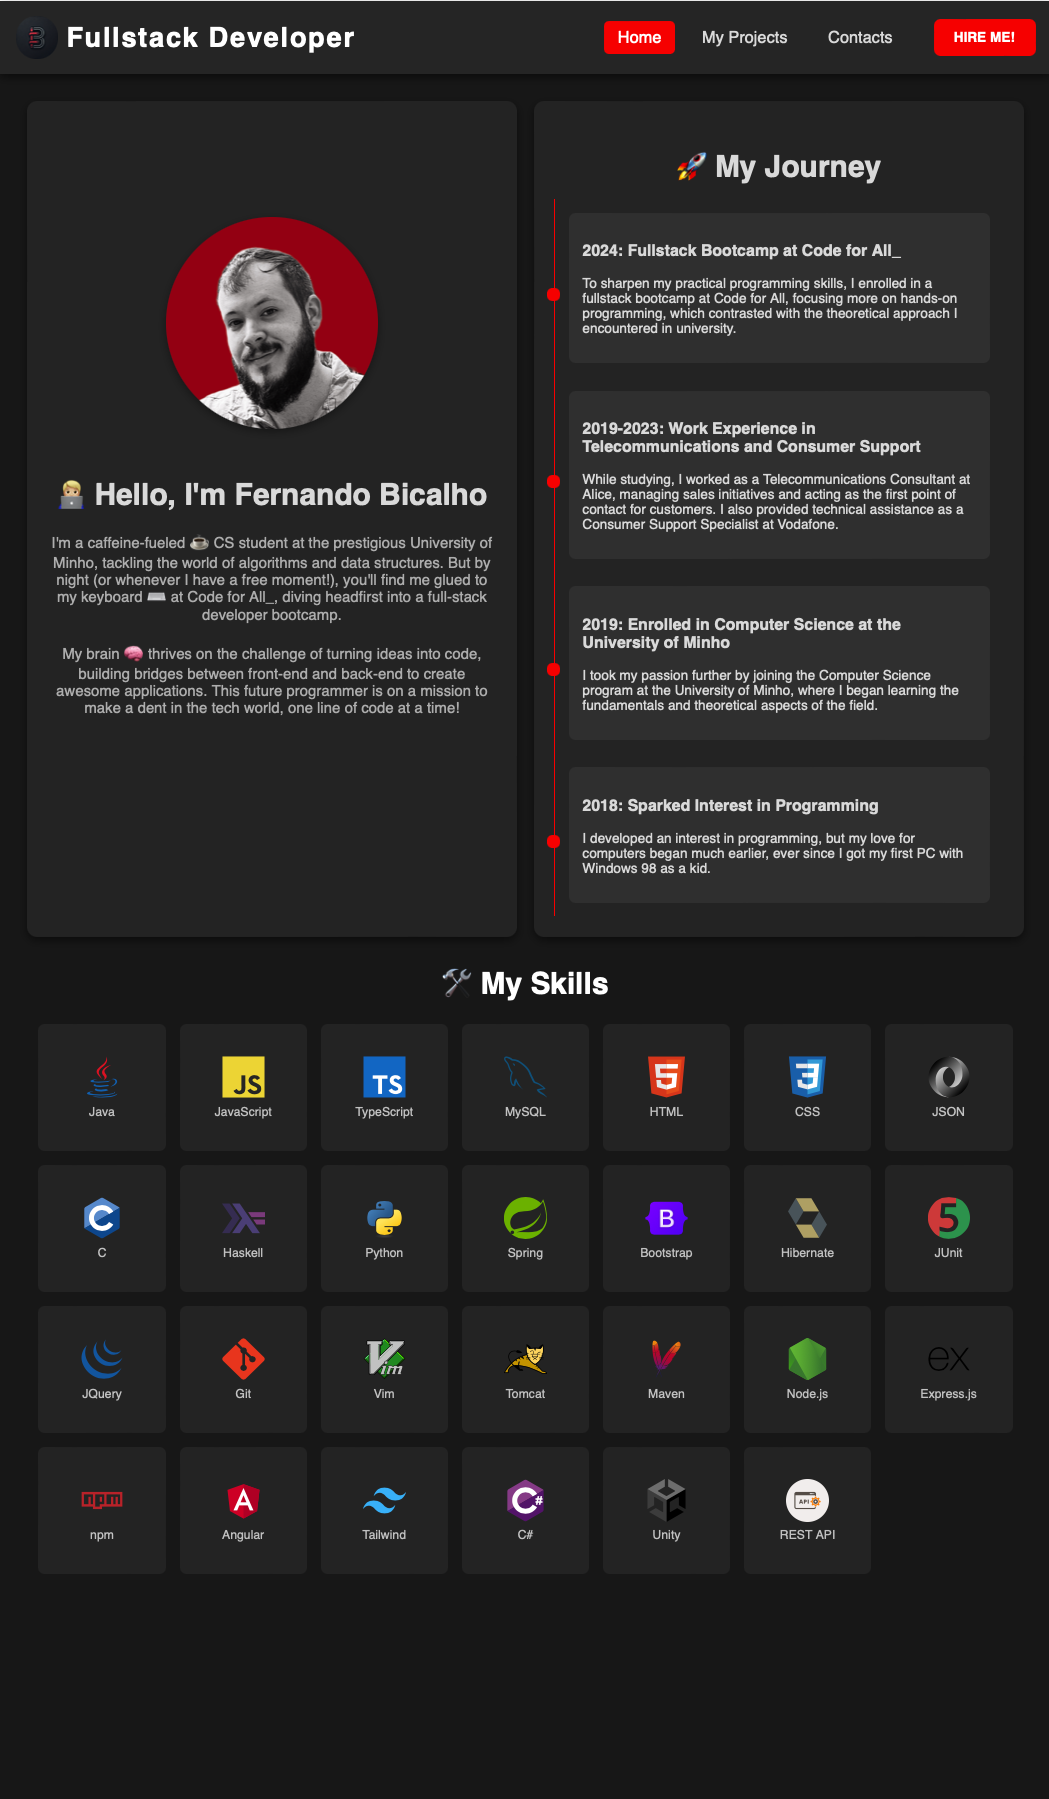 Fullstack Developer
Home
My Projects
Contacts
HIRE ME!
👨🏼‍💻 Hello, I'm Fernando Bicalho
I'm a caffeine-fueled ☕ CS student at the prestigious University of
Minho, tackling the world of algorithms and data structures. But by
night (or whenever I have a free moment!), you'll find me glued to
my keyboard ⌨️ at Code for All_, diving headfirst into a full-stack
developer bootcamp.
My brain 🧠 thrives on the challenge of turning ideas into code,
building bridges between front-end and back-end to create
awesome applications. This future programmer is on a mission to
make a dent in the tech world, one line of code at a time!
🚀 My Journey
2024: Fullstack Bootcamp at Code for All_
To sharpen my practical programming skills, I enrolled in a
fullstack bootcamp at Code for All, focusing more on hands-on
programming, which contrasted with the theoretical approach I
encountered in university.
2019-2023: Work Experience in
Telecommunications and Consumer Support
While studying, I worked as a Telecommunications Consultant at
Alice, managing sales initiatives and acting as the first point of
contact for customers. I also provided technical assistance as a
Consumer Support Specialist at Vodafone.
2019: Enrolled in Computer Science at the
University of Minho
I took my passion further by joining the Computer Science
program at the University of Minho, where I began learning the
fundamentals and theoretical aspects of the field.
2018: Sparked Interest in Programming
I developed an interest in programming, but my love for
computers began much earlier, ever since I got my first PC with
Windows 98 as a kid.
🛠️ My Skills
Java
JS
JavaScript
TS
TypeScript
MySQL
5
HTML
3
CSS
JSON
C
C
Haskell
Python
Spring
B
Bootstrap
Hibernate
5
JUnit
JQuery
Git
Vim
Vim
Tomcat
Maven
Node.js
ex
Express.js
npm
npm
A
Angular
Tailwind
C#
C#
Unity
API
REST API